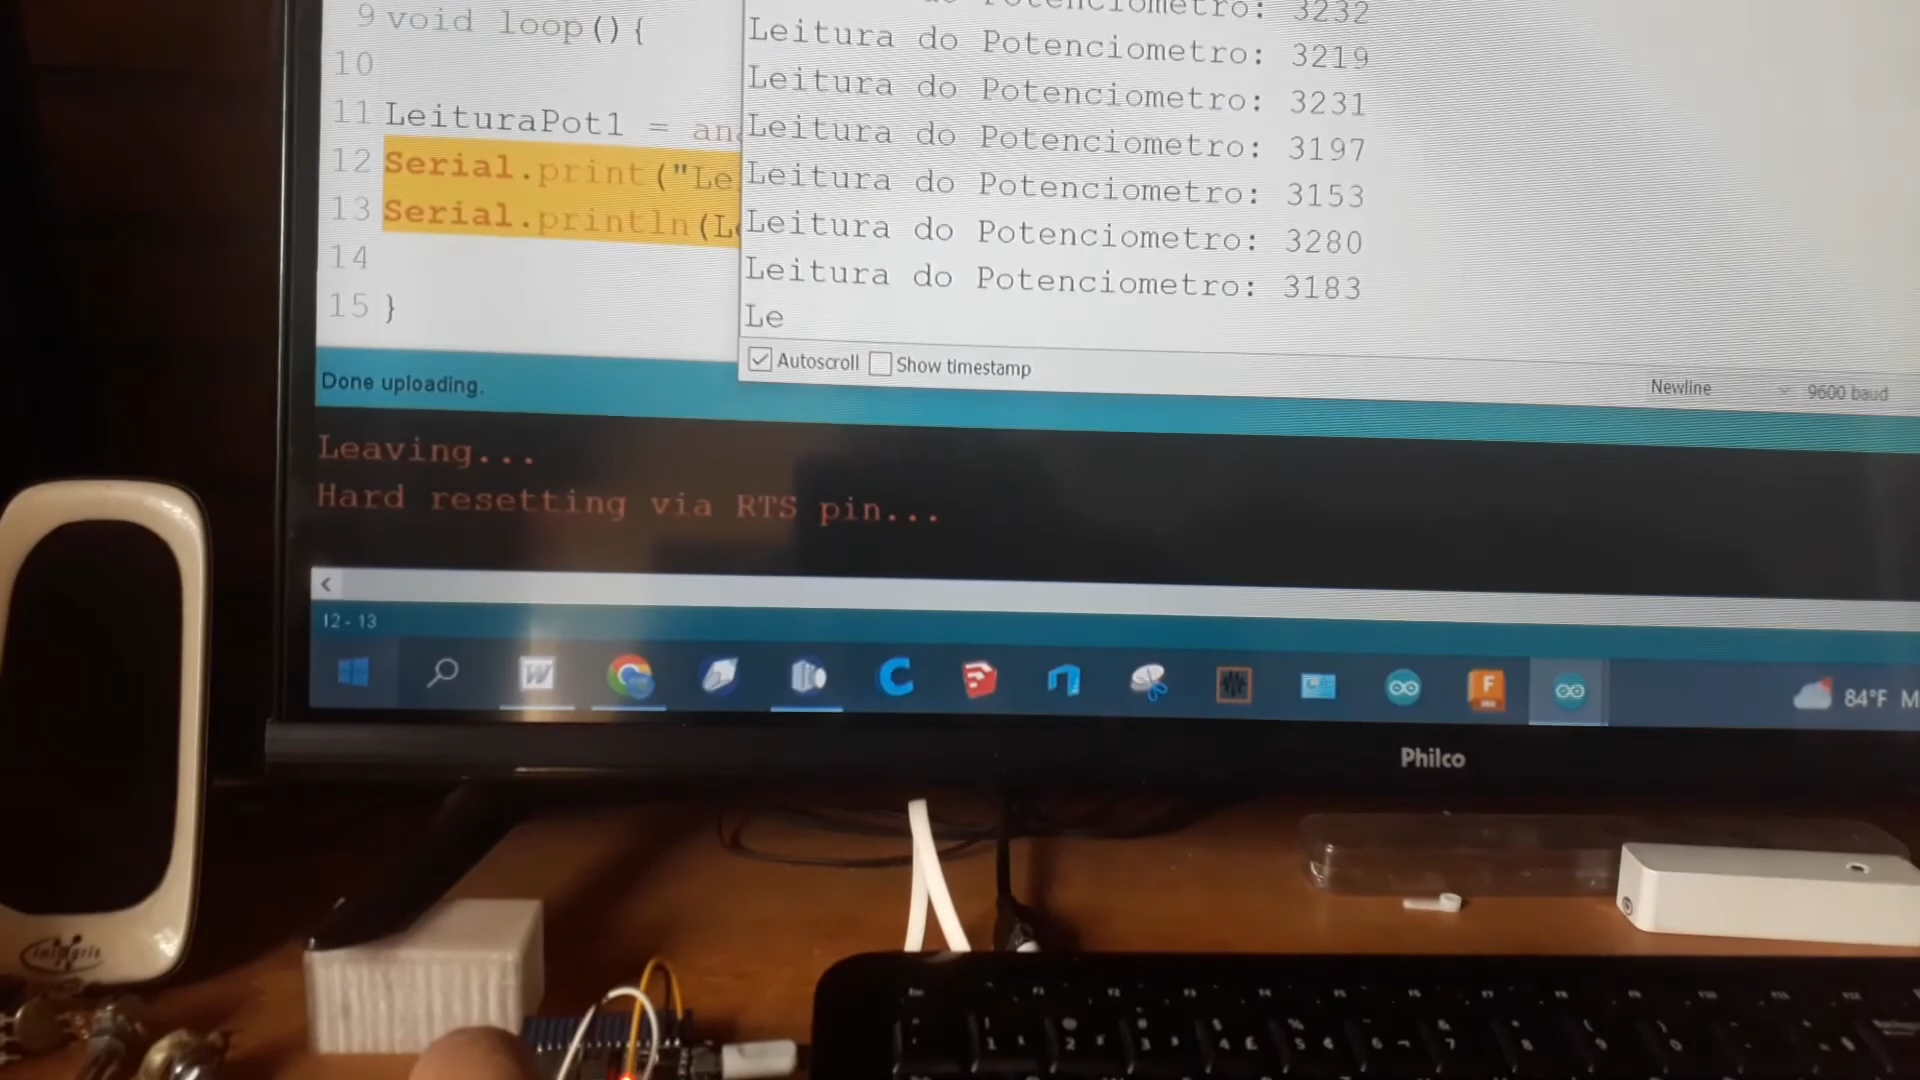 9 void loop(){
10
11 LeituraPot1 = an
12 Serial.print("Le
13 Serial.println(L
14
15 }
Potenciometro: 3232
Leitura do Potenciometro: 3219
Leitura do Potenciometro: 3231
Leitura do Potenciometro: 3197
Leitura do Potenciometro: 3153
Leitura do Potenciometro: 3280
Leitura do Potenciometro: 3183
Le
Autoscroll Show timestamp
Newline 9600 baud
Done uploading.
Leaving...
Hard resetting via RTS pin...
12 - 13
84°F M
Philco